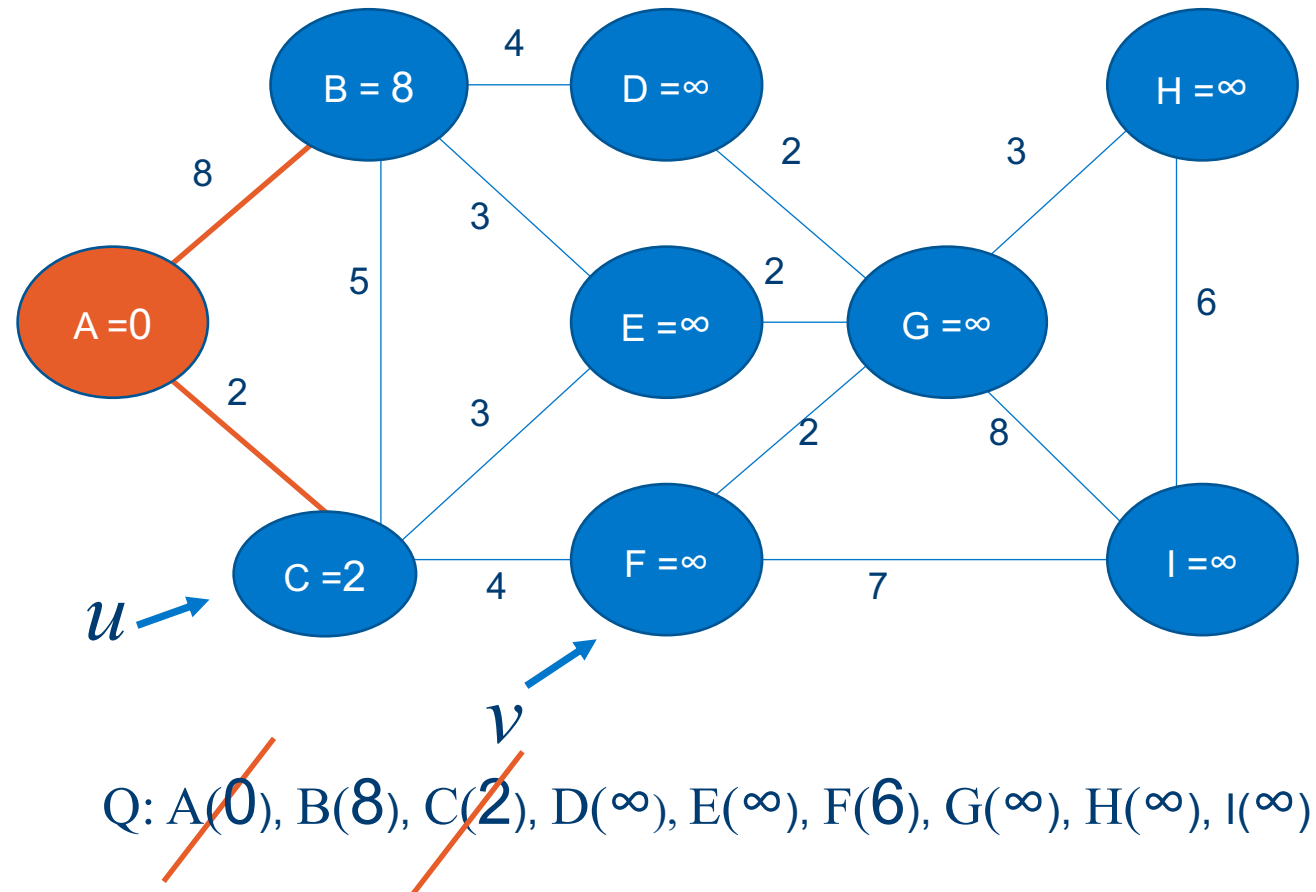 4
B = 8
D =∞
H =∞
8
2
3
3
5
2
6
A =0
E =∞
G =∞
2
3
2
8
C =2
F =∞
I =∞
4
7
u
v
Q: A(0), B(8), C(2), D(∞), E(∞), F(6), G(∞), H(∞), I(∞)